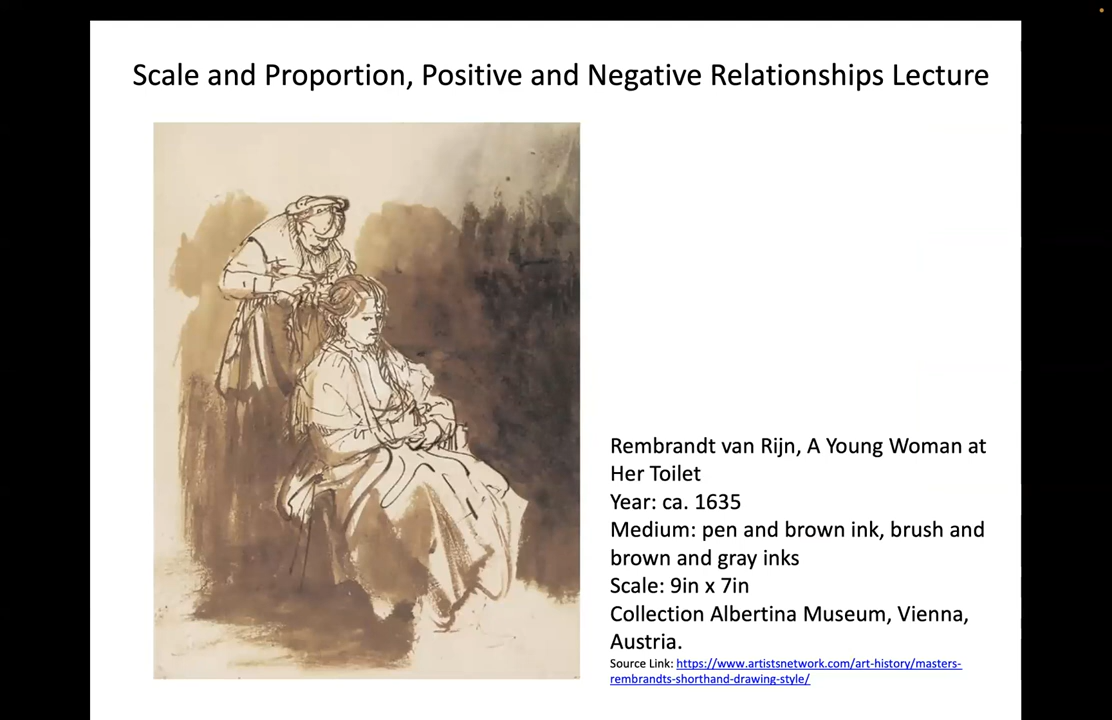 Scale and Proportion, Positive and Negative Relationships Lecture
Rembrandt van Rijn, A Young Woman at
Her Toilet
Year: ca. 1635
Medium: pen and brown ink, brush and
brown and gray inks
Scale: 9in x 7in
Collection Albertina Museum, Vienna,
Austria.
Source Link: https://www.artistsnetwork.com/art-history/masters-
rembrandts-shorthand-drawing-style/